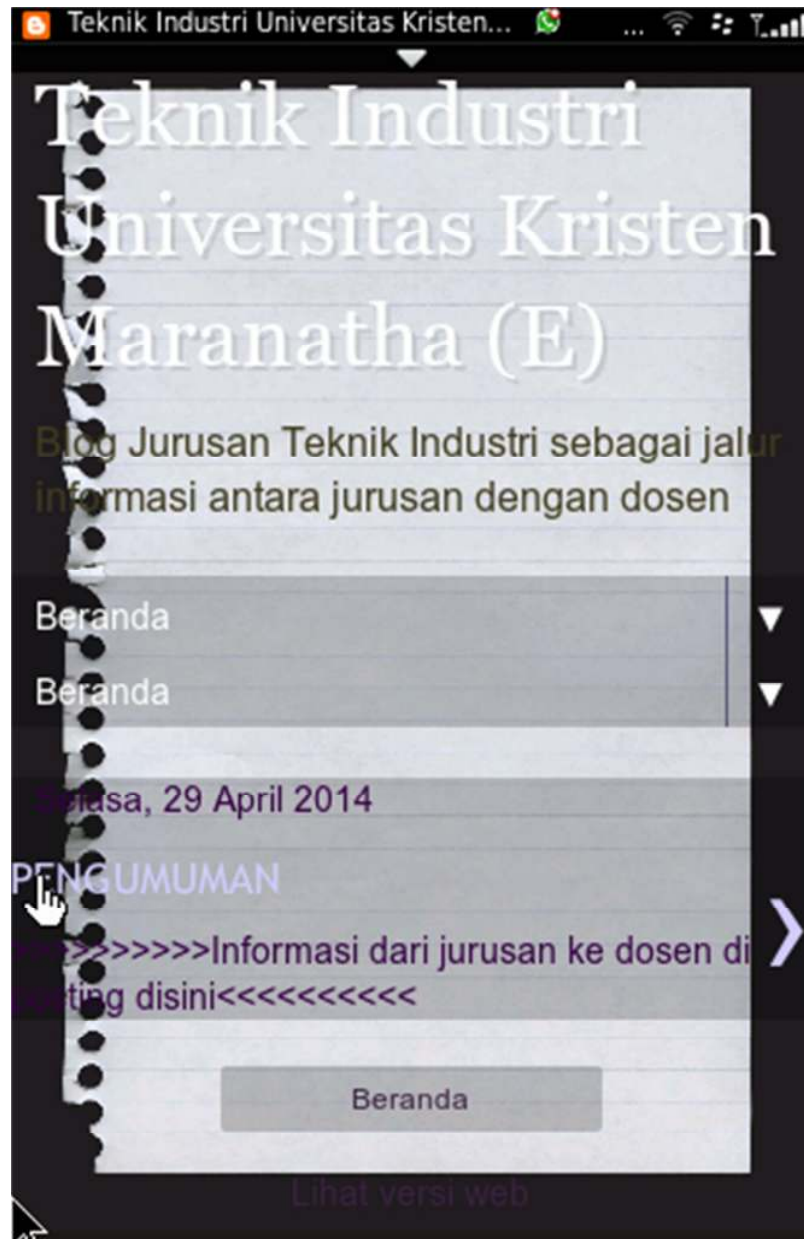 Teknik Industri Universitas Kristen... ...
Teknik Industri
Universitas Kristen
Maranatha (E)
Blog Jurusan Teknik Industri sebagai jalur
informasi antara jurusan dengan dosen
Beranda ▼
Beranda ▼
Selasa, 29 April 2014
PENGUMUMAN
>>>>>>>>>>Informasi dari jurusan ke dosen di
posting disini<<<<<<<<<<
Beranda
Lihat versi web